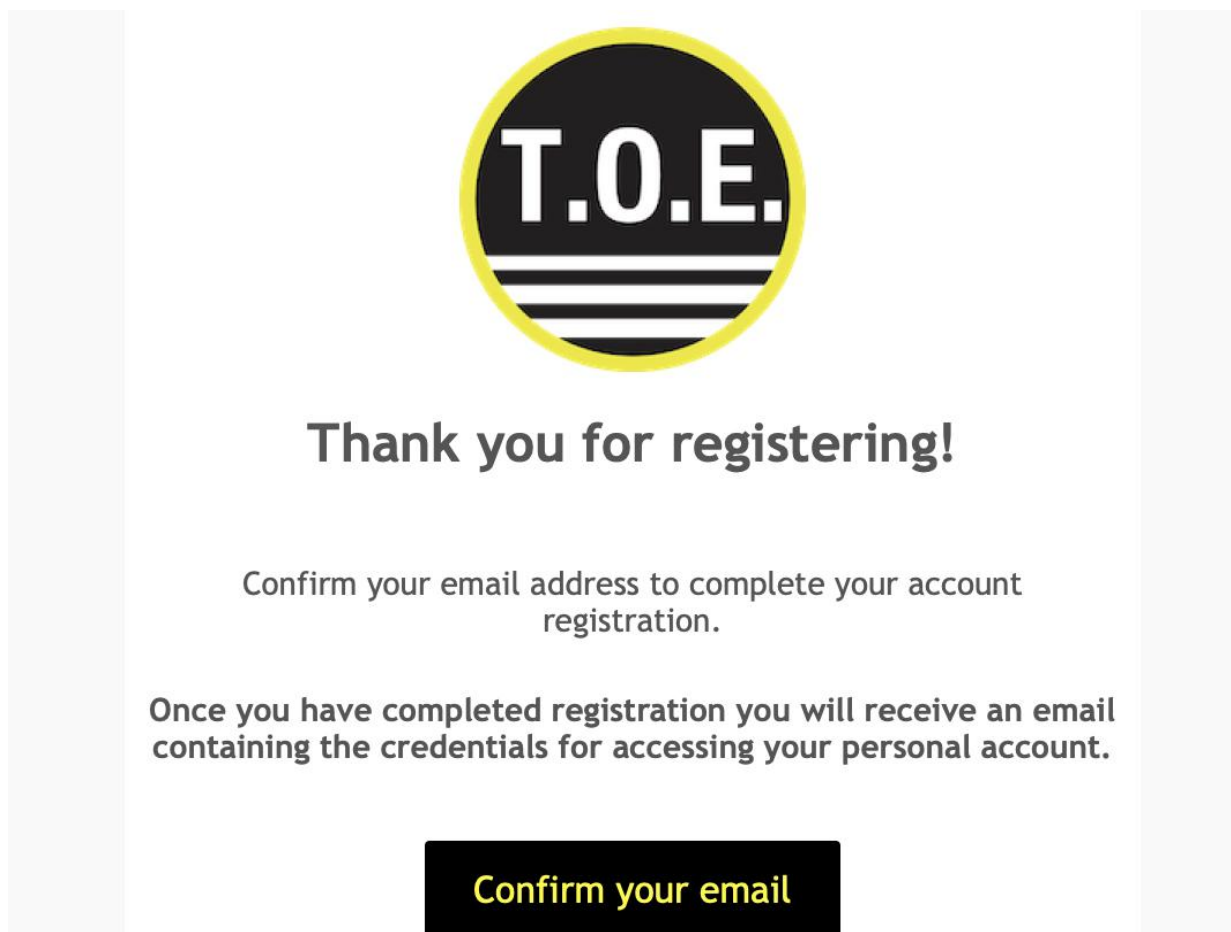 T.O.E.
Thank you for registering!
Confirm your email address to complete your account
registration.
Once you have completed registration you will receive an email
containing the credentials for accessing your personal account.
Confirm your email